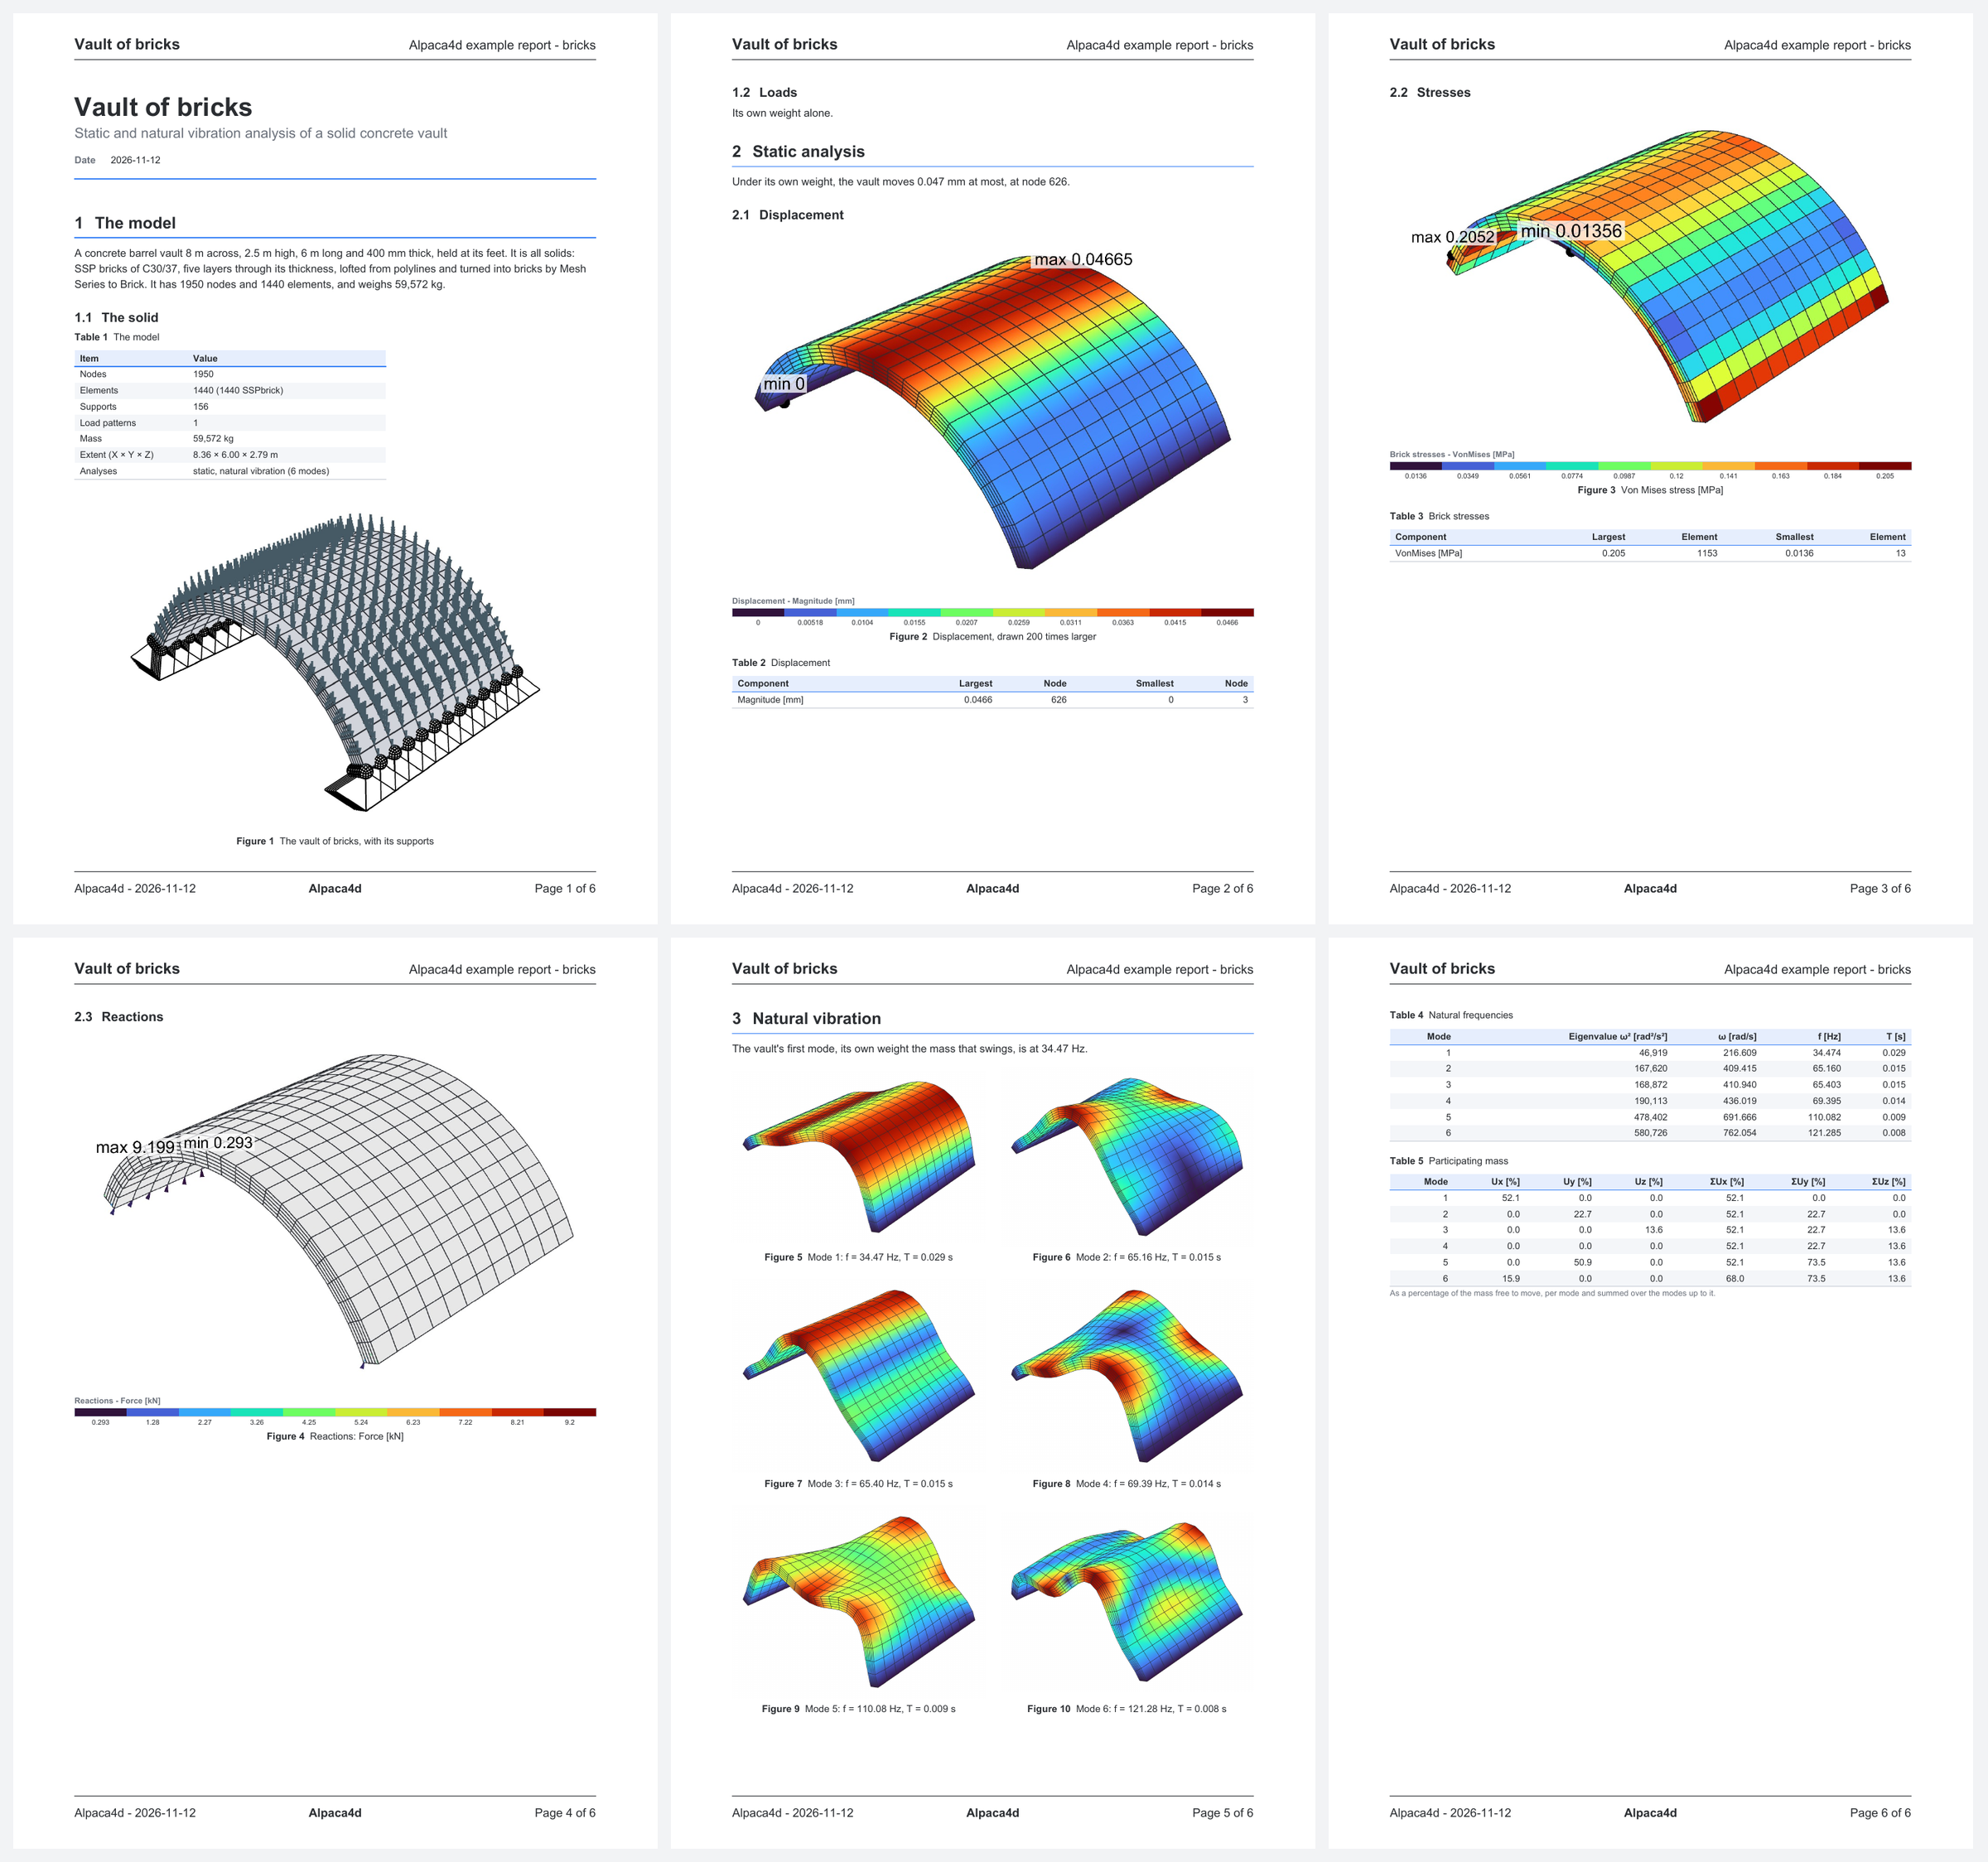 Vault of bricks
Alpaca4d example report - bricks
Vault of bricks
Static and natural vibration analysis of a solid concrete vault
Date 2026-11-12
1 The model
A concrete barrel vault 8 m across, 2.5 m high, 6 m long and 400 mm thick, held at its feet. It is all solids:
SSP bricks of C30/37, five layers through its thickness, lofted from polylines and turned into bricks by Mesh
Series to Brick. It has 1950 nodes and 1440 elements, and weighs 59,572 kg.
1.1 The solid
Table 1 The model
Item Value
Nodes 1950
Elements 1440 (1440 SSPbrick)
Supports 156
Load patterns 1
Mass 59,572 kg
Extent (X × Y × Z) 8.36 × 6.00 × 2.79 m
Analyses static, natural vibration (6 modes)
Figure 1 The vault of bricks, with its supports
Alpaca4d - 2026-11-12 Alpaca4d Page 1 of 6
Vault of bricks
Alpaca4d example report - bricks
1.2 Loads
Its own weight alone.
2 Static analysis
Under its own weight, the vault moves 0.047 mm at most, at node 626.
2.1 Displacement
max 0.04665
min 0
Displacement - Magnitude [mm]
0 0.00518 0.0104 0.0155 0.0207 0.0259 0.0311 0.0363 0.0415 0.0466
Figure 2 Displacement, drawn 200 times larger
Table 2 Displacement
Component Largest Node Smallest Node
Magnitude [mm] 0.0466 626 0 3
Alpaca4d - 2026-11-12 Alpaca4d Page 2 of 6
Vault of bricks
Alpaca4d example report - bricks
2.2 Stresses
max 0.2052
min 0.01356
Brick stresses - VonMises [MPa]
0.0136 0.0349 0.0561 0.0774 0.0987 0.12 0.141 0.163 0.184 0.205
Figure 3 Von Mises stress [MPa]
Table 3 Brick stresses
Component Largest Element Smallest Element
VonMises [MPa] 0.205 1153 0.0136 13
Alpaca4d - 2026-11-12 Alpaca4d Page 3 of 6
Vault of bricks
Alpaca4d example report - bricks
2.3 Reactions
max 9.199
min 0.293
Reactions - Force [kN]
0.293 1.28 2.27 3.26 4.25 5.24 6.23 7.22 8.21 9.2
Figure 4 Reactions: Force [kN]
Alpaca4d - 2026-11-12 Alpaca4d Page 4 of 6
Vault of bricks
Alpaca4d example report - bricks
3 Natural vibration
The vault's first mode, its own weight the mass that swings, is at 34.47 Hz.
Figure 5 Mode 1: f = 34.47 Hz, T = 0.029 s
Figure 6 Mode 2: f = 65.16 Hz, T = 0.015 s
Figure 7 Mode 3: f = 65.40 Hz, T = 0.015 s
Figure 8 Mode 4: f = 69.39 Hz, T = 0.014 s
Figure 9 Mode 5: f = 110.08 Hz, T = 0.009 s
Figure 10 Mode 6: f = 121.28 Hz, T = 0.008 s
Alpaca4d - 2026-11-12 Alpaca4d Page 5 of 6
Vault of bricks
Alpaca4d example report - bricks
Table 4 Natural frequencies
Mode Eigenvalue ω² [rad²/s²] ω [rad/s] f [Hz] T [s]
1 46,919 216.609 34.474 0.029
2 167,620 409.415 65.160 0.015
3 168,872 410.940 65.403 0.015
4 190,113 436.019 69.395 0.014
5 478,402 691.666 110.082 0.009
6 580,726 762.054 121.285 0.008
Table 5 Participating mass
Mode Ux [%] Uy [%] Uz [%] ΣUx [%] ΣUy [%] ΣUz [%]
1 52.1 0.0 0.0 52.1 0.0 0.0
2 0.0 22.7 0.0 52.1 22.7 0.0
3 0.0 0.0 13.6 52.1 22.7 13.6
4 0.0 0.0 0.0 52.1 22.7 13.6
5 0.0 50.9 0.0 52.1 73.5 13.6
6 15.9 0.0 0.0 68.0 73.5 13.6
As a percentage of the mass free to move, per mode and summed over the modes up to it.
Alpaca4d - 2026-11-12 Alpaca4d Page 6 of 6